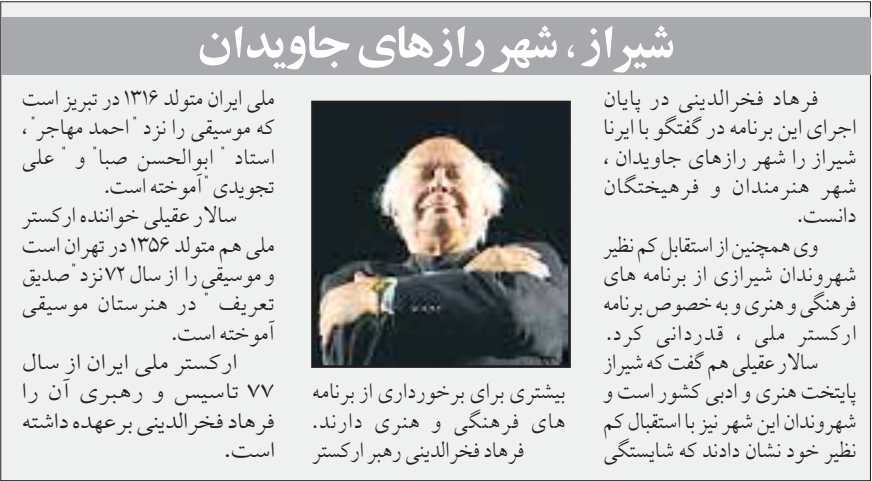 شیراز ، شهر رازهای جاویدان
فرهاد فخرالدینی در پایان
اجرای این برنامه در گفتگو با ایرنا
شیراز را شهر رازهای جاویدان ،
شهر هنرمندان و فرهیختگان
دانست.
وی همچنین از استقابل کم نظیر
شهروندان شیرازی از برنامه های
فرهنگی و هنری و به خصوص برنامه
ارکستر ملی ، قدردانی کرد.
سالار عقیلی هم گفت که شیراز
پایتخت هنری و ادبی کشور است و
شهروندان این شهر نیز با استقبال کم
نظیر خود نشان دادند که شایستگی
بیشتری برای برخورداری از برنامه
های فرهنگی و هنری دارند.
فرهاد فخرالدینی رهبر ارکستر
ملی ایران متولد ۱۳۱۶ در تبریز است
که موسیقی را نزد "احمد مهاجر" ،
استاد " ابوالحسن صبا" و " علی
تجویدی "آموخته است.
سالار عقیلی خواننده ارکستر
ملی هم متولد ۱۳۵۶ در تهران است
و موسیقی را از سال ۷۲ نزد "صدیق
تعریف " در هنرستان موسیقی
آموخته است.
ارکستر ملی ایران از سال
۷۷ تاسیس و رهبری آن را
فرهاد فخرالدینی برعهده داشته
است.